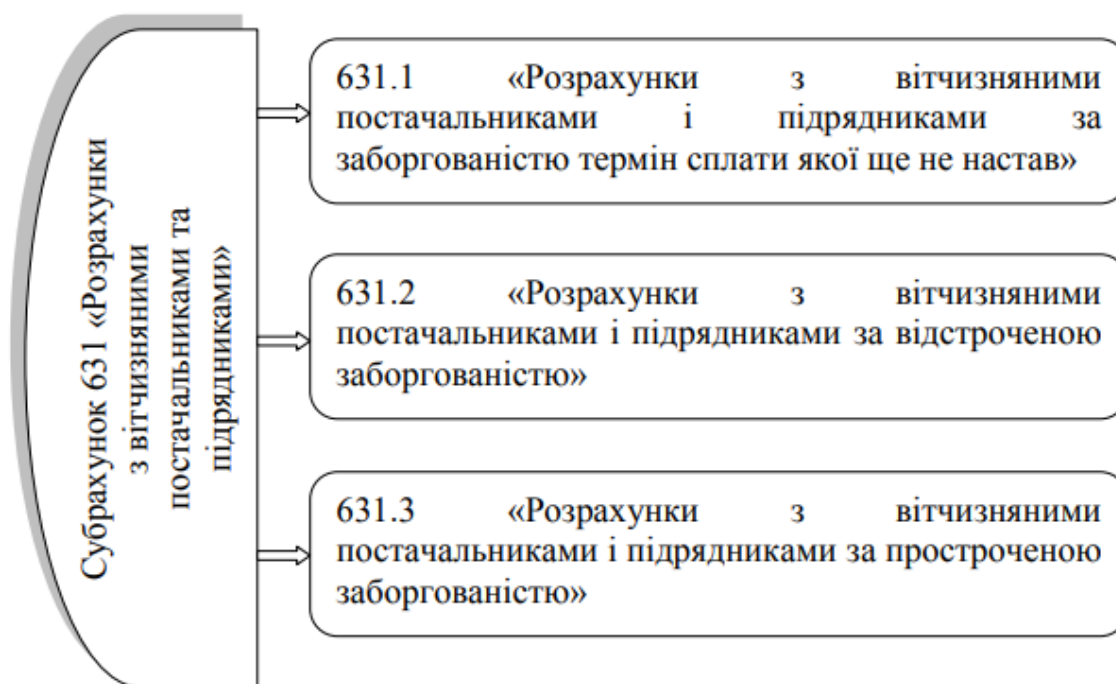 Субрахунок 631 «Розрахунки
з вітчизняними
постачальниками та
підрядниками»
631.1 «Розрахунки з вітчизняними
постачальниками і підрядниками за
заборгованістю термін сплати якої ще не настав»
631.2 «Розрахунки з вітчизняними
постачальниками і підрядниками за відстроченою
заборгованістю»
631.3 «Розрахунки з вітчизняними
постачальниками і підрядниками за простроченою
заборгованістю»